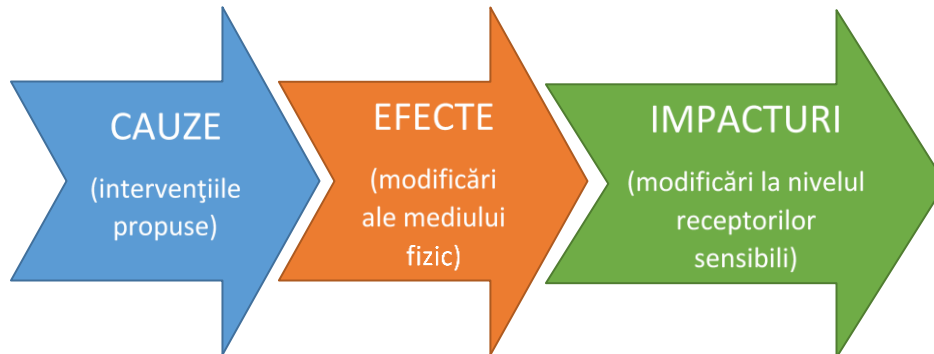 CAUZE
(intervenţiile
propuse)
EFECTE
(modificări
ale mediului
fizic)
IMPACTURI
(modificări la nivelul
receptorilor
sensibili)